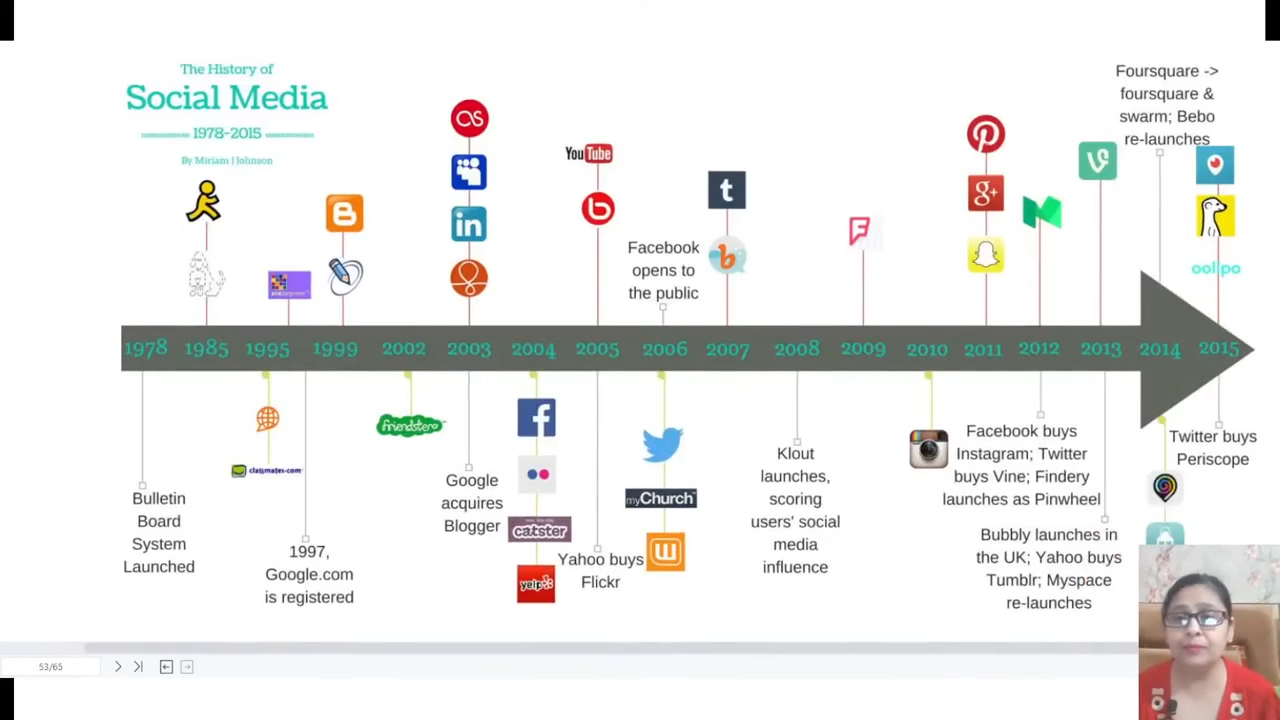 The History of
Social Media
1978-2015
By Miriam J Johnson
Foursquare ->
foursquare &
swarm; Bebo
re-launches
You Tube
Facebook
opens to
the public
oolipo
1978 1985 1995 1999 2002 2003 2004 2005 2006 2007 2008 2009 2010 2011 2012 2013 2014 2015
friendster
classmates.com
Bulletin
Board
System
Launched
1997,
Google.com
is registered
Google
acquires
Blogger
catster
yelp
Yahoo buys
Flickr
myChurch
Klout
launches,
scoring
users' social
media
influence
Facebook buys
Instagram; Twitter
buys Vine; Findery
launches as Pinwheel
Bubbly launches in
the UK; Yahoo buys
Tumblr; Myspace
re-launches
Twitter buys
Periscope
53/65